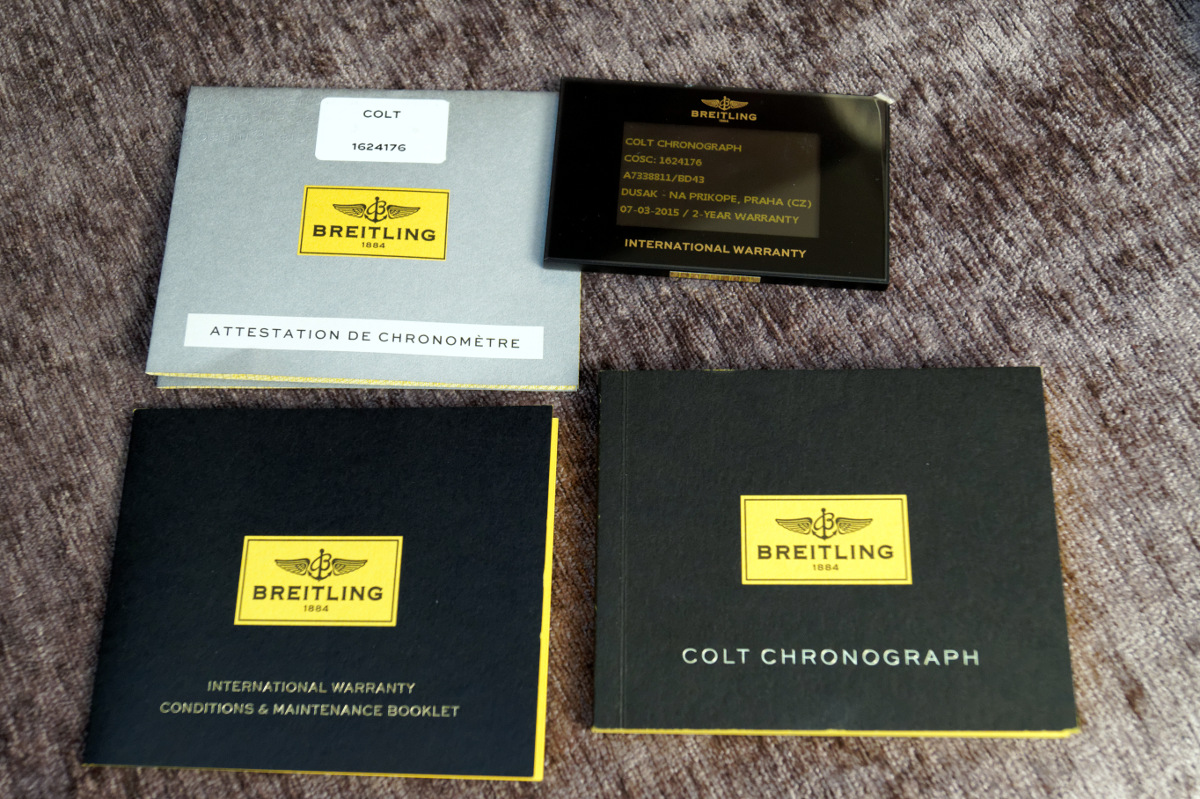 COLT
1624176
BREITLING
1884
ATTESTATION DE CHRONOMÈTRE
BREITLING
1884
COLT CHRONOGRAPH
COSC: 1624176
A7338811/BD43
DUSAK - NA PRIKOPE, PRAHA (CZ)
07-03-2015 / 2-YEAR WARRANTY
INTERNATIONAL WARRANTY
BREITLING
1884
INTERNATIONAL WARRANTY
CONDITIONS & MAINTENANCE BOOKLET
BREITLING
1884
COLT CHRONOGRAPH